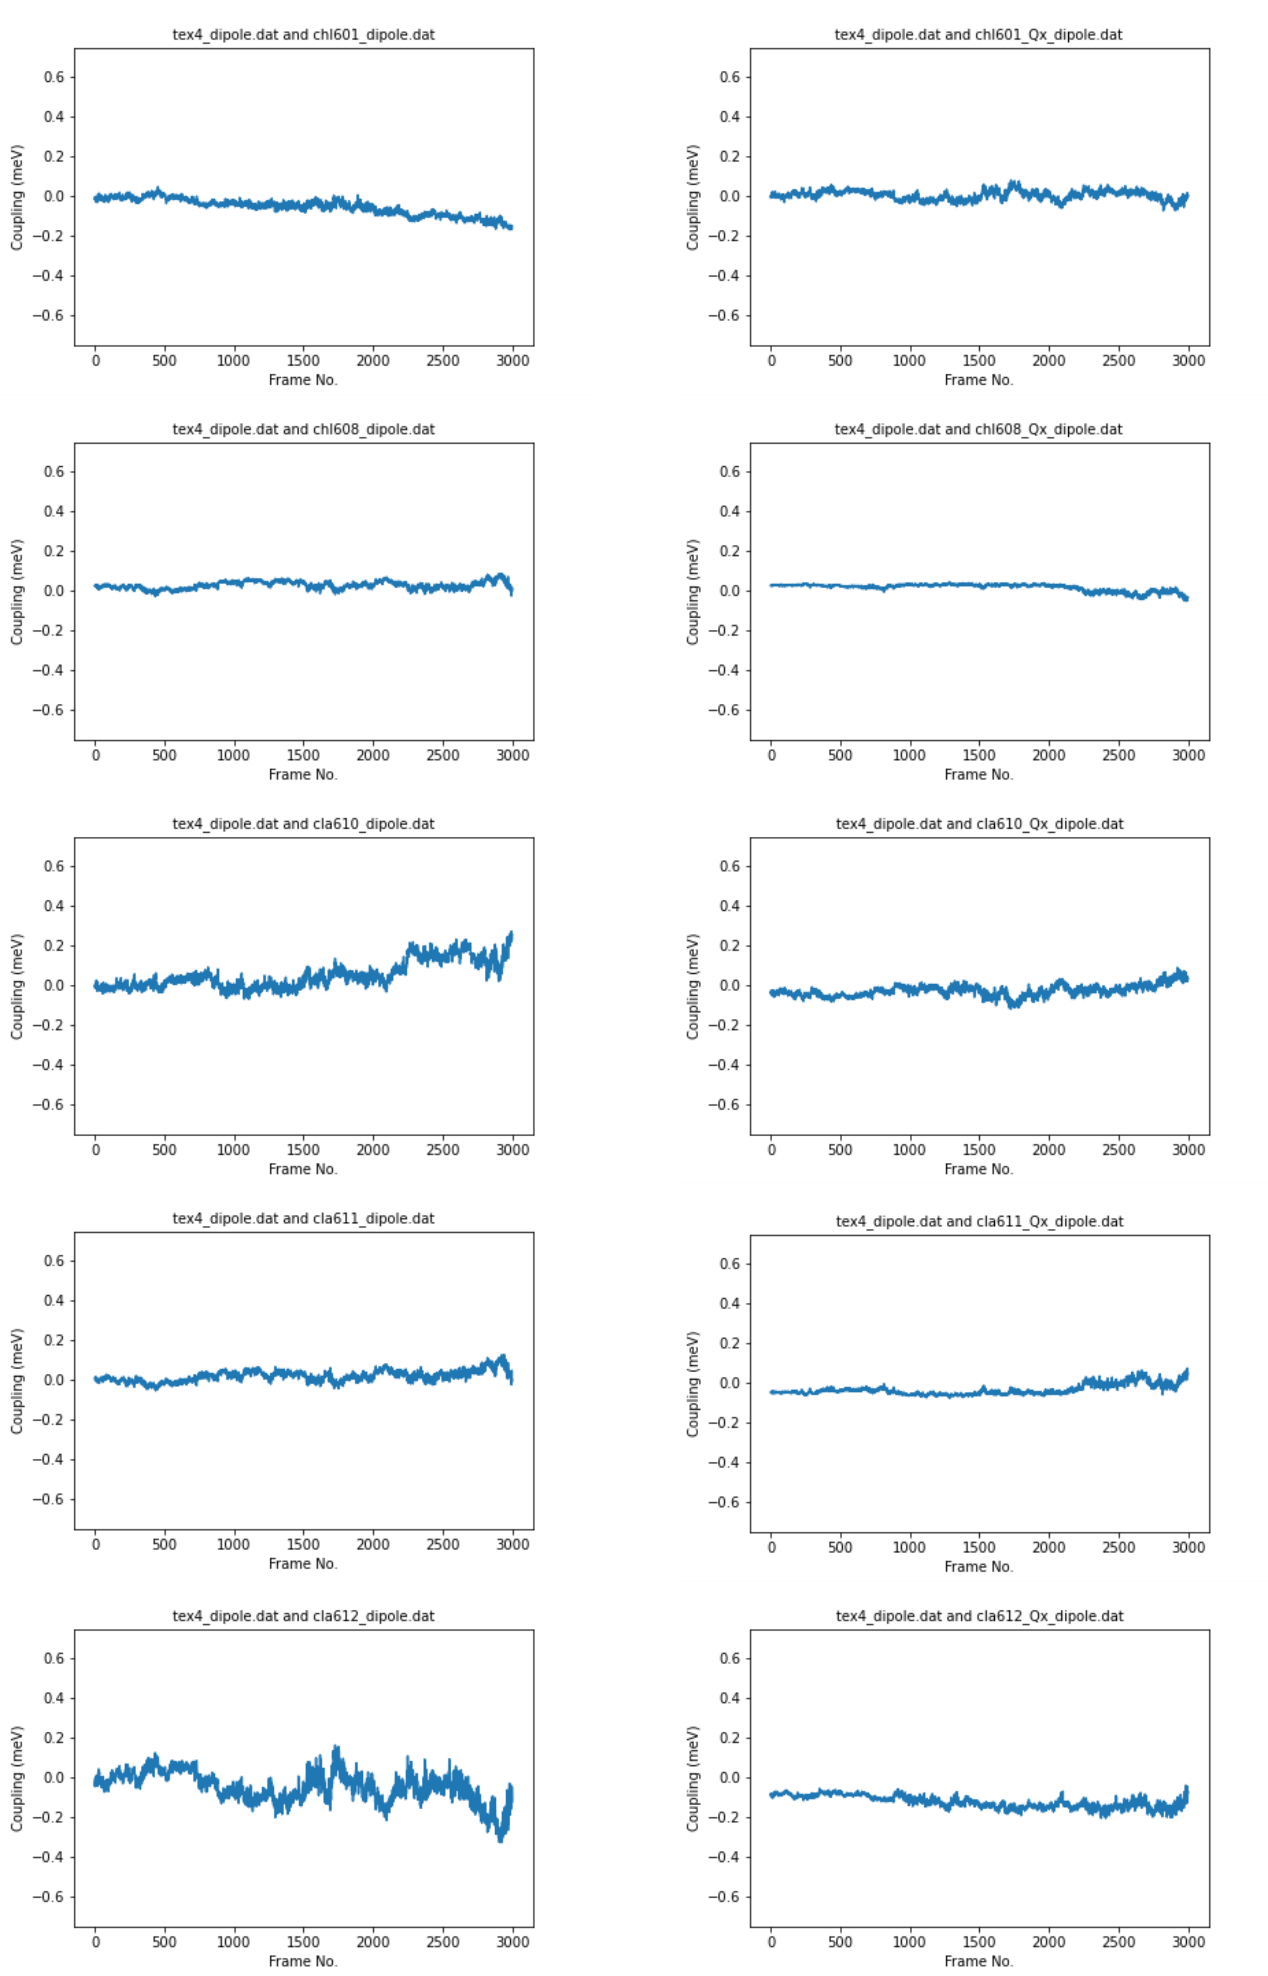 tex4_dipole.dat and chl601_dipole.dat
0.6
0.4
0.2
0.0
−0.2
−0.4
−0.6
Coupling (meV)
0 500 1000 1500 2000 2500 3000
Frame No.
tex4_dipole.dat and chl601_Qx_dipole.dat
0.6
0.4
0.2
0.0
−0.2
−0.4
−0.6
Coupling (meV)
0 500 1000 1500 2000 2500 3000
Frame No.
tex4_dipole.dat and chl608_dipole.dat
0.6
0.4
0.2
0.0
−0.2
−0.4
−0.6
Coupling (meV)
0 500 1000 1500 2000 2500 3000
Frame No.
tex4_dipole.dat and chl608_Qx_dipole.dat
0.6
0.4
0.2
0.0
−0.2
−0.4
−0.6
Coupling (meV)
0 500 1000 1500 2000 2500 3000
Frame No.
tex4_dipole.dat and cla610_dipole.dat
0.6
0.4
0.2
0.0
−0.2
−0.4
−0.6
Coupling (meV)
0 500 1000 1500 2000 2500 3000
Frame No.
tex4_dipole.dat and cla610_Qx_dipole.dat
0.6
0.4
0.2
0.0
−0.2
−0.4
−0.6
Coupling (meV)
0 500 1000 1500 2000 2500 3000
Frame No.
tex4_dipole.dat and cla611_dipole.dat
0.6
0.4
0.2
0.0
−0.2
−0.4
−0.6
Coupling (meV)
0 500 1000 1500 2000 2500 3000
Frame No.
tex4_dipole.dat and cla611_Qx_dipole.dat
0.6
0.4
0.2
0.0
−0.2
−0.4
−0.6
Coupling (meV)
0 500 1000 1500 2000 2500 3000
Frame No.
tex4_dipole.dat and cla612_dipole.dat
0.6
0.4
0.2
0.0
−0.2
−0.4
−0.6
Coupling (meV)
0 500 1000 1500 2000 2500 3000
Frame No.
tex4_dipole.dat and cla612_Qx_dipole.dat
0.6
0.4
0.2
0.0
−0.2
−0.4
−0.6
Coupling (meV)
0 500 1000 1500 2000 2500 3000
Frame No.